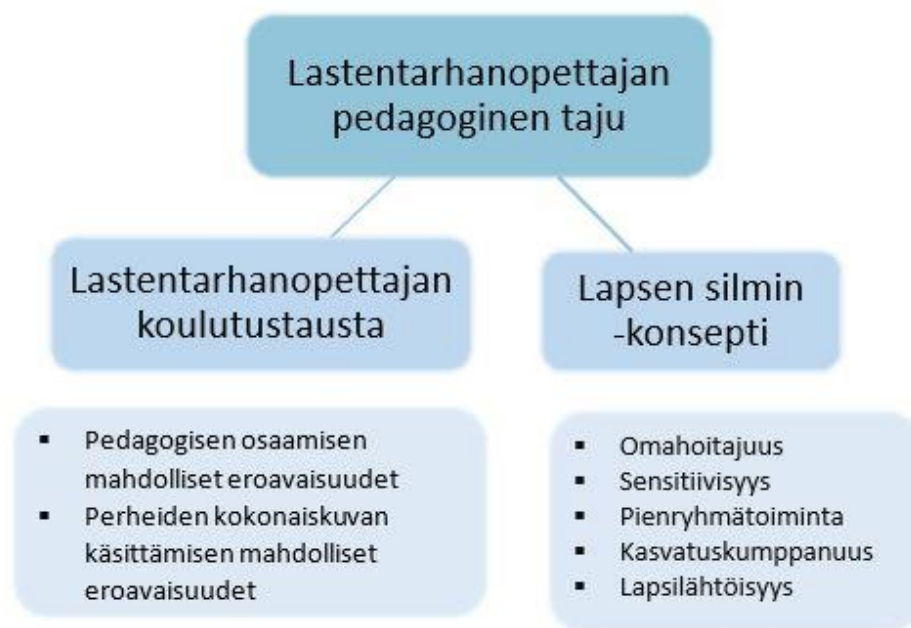 Lastentarhanopettajan
pedagoginen taju
Lastentarhanopettajan
koulutustausta
Lapsen silmin
-konsepti
▪ Pedagogisen osaamisen
mahdolliset eroavaisuudet
▪ Perheiden kokonaiskuvan
käsittämisen mahdolliset
eroavaisuudet
▪ Omahoitajuus
▪ Sensitiivisyys
▪ Pienryhmätoiminta
▪ Kasvatuskumppanuus
▪ Lapsilähtöisyys